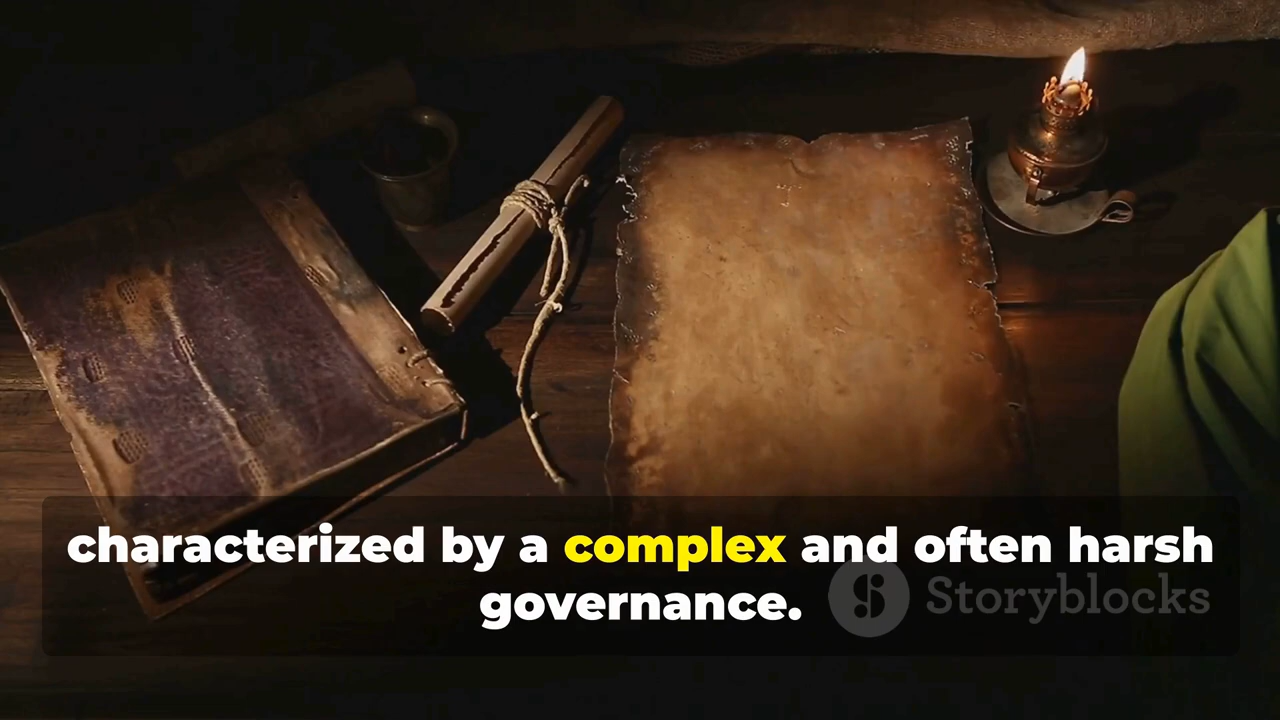 characterized by a complex and often harsh
governance.
Storyblocks